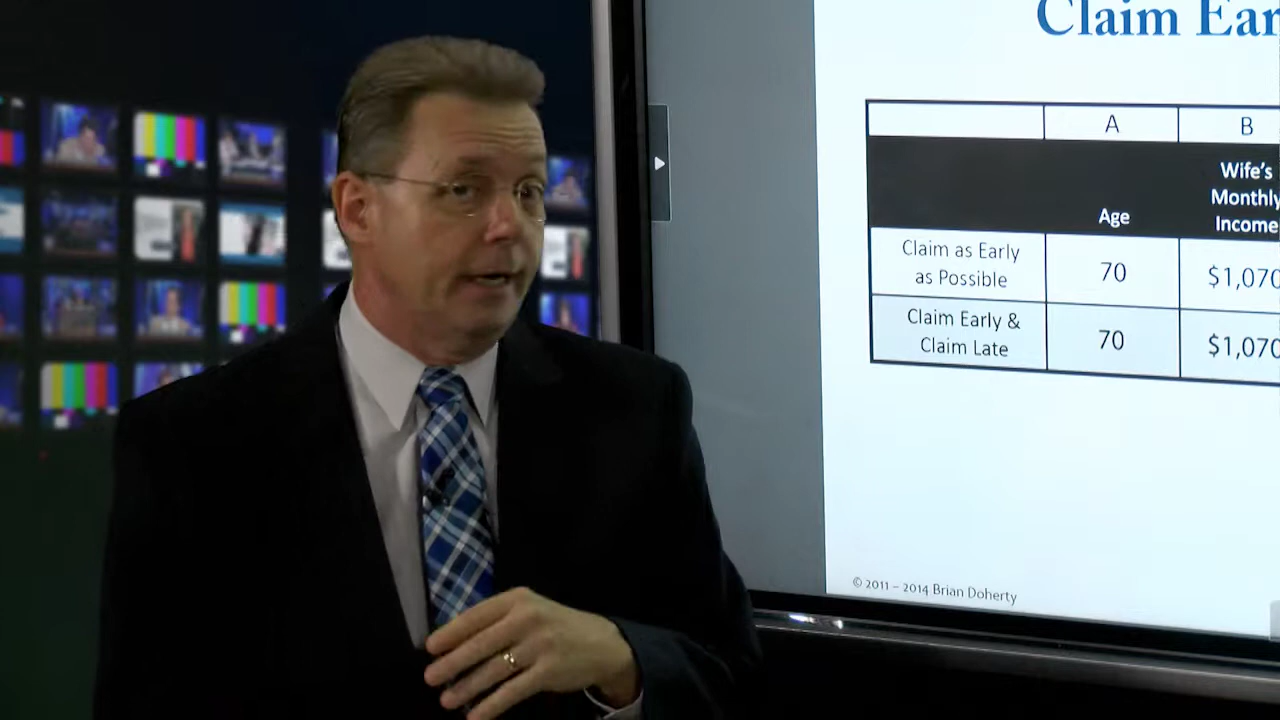 Claim Ear
A B
Age Wife's
Monthly
Income
Claim as Early
as Possible
70 $1,070
Claim Early &
Claim Late
70 $1,070
© 2011 – 2014 Brian Doherty